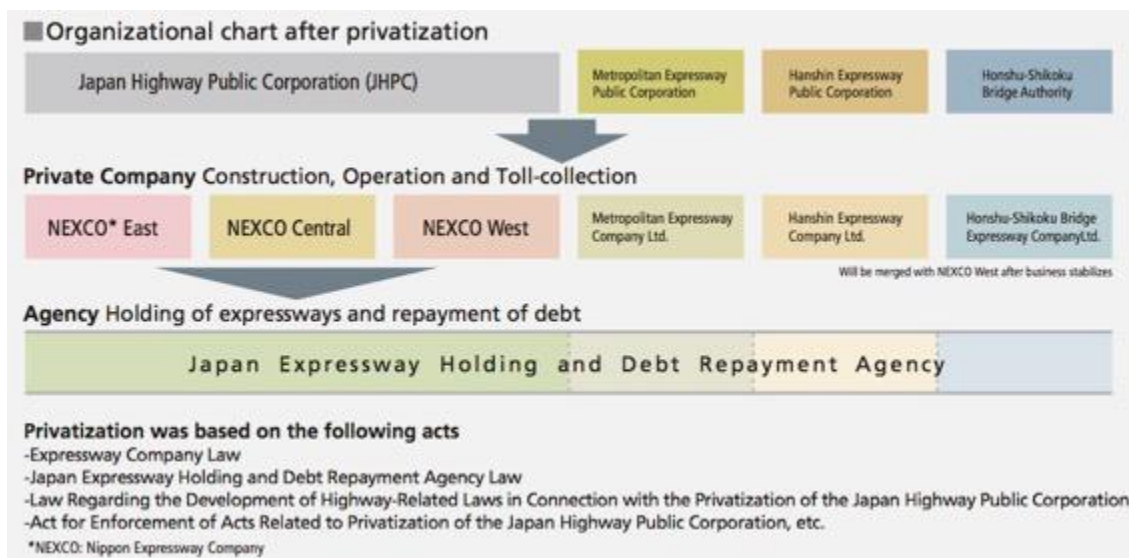 ■Organizational chart after privatization
Japan Highway Public Corporation (JHPC)
Metropolitan Expressway
Public Corporation
Hanshin Expressway
Public Corporation
Honshu-Shikoku
Bridge Authority
Private Company Construction, Operation and Toll-collection
NEXCO* East
NEXCO Central
NEXCO West
Metropolitan Expressway
Company Ltd.
Hanshin Expressway
Company Ltd.
Honshu-Shikoku Bridge
Expressway CompanyLtd.
Will be merged with NEXCO West after business stabilizes
Agency Holding of expressways and repayment of debt
Japan Expressway Holding and Debt Repayment Agency
Privatization was based on the following acts
-Expressway Company Law
-Japan Expressway Holding and Debt Repayment Agency Law
-Law Regarding the Development of Highway-Related Laws in Connection with the Privatization of the Japan Highway Public Corporation
-Act for Enforcement of Acts Related to Privatization of the Japan Highway Public Corporation, etc.
*NEXCO: Nippon Expressway Company